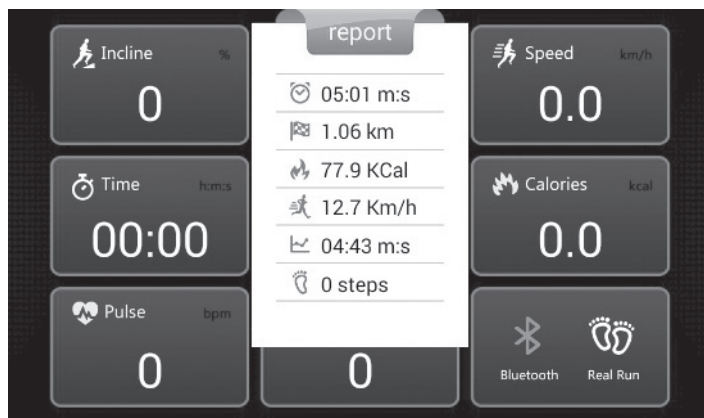 Incline %
0
Time h:m:s
00:00
Pulse bpm
0
report
05:01 m:s
1.06 km
77.9 KCal
12.7 Km/h
04:43 m:s
0 steps
0
Speed km/h
0.0
Calories kcal
0.0
Bluetooth Real Run